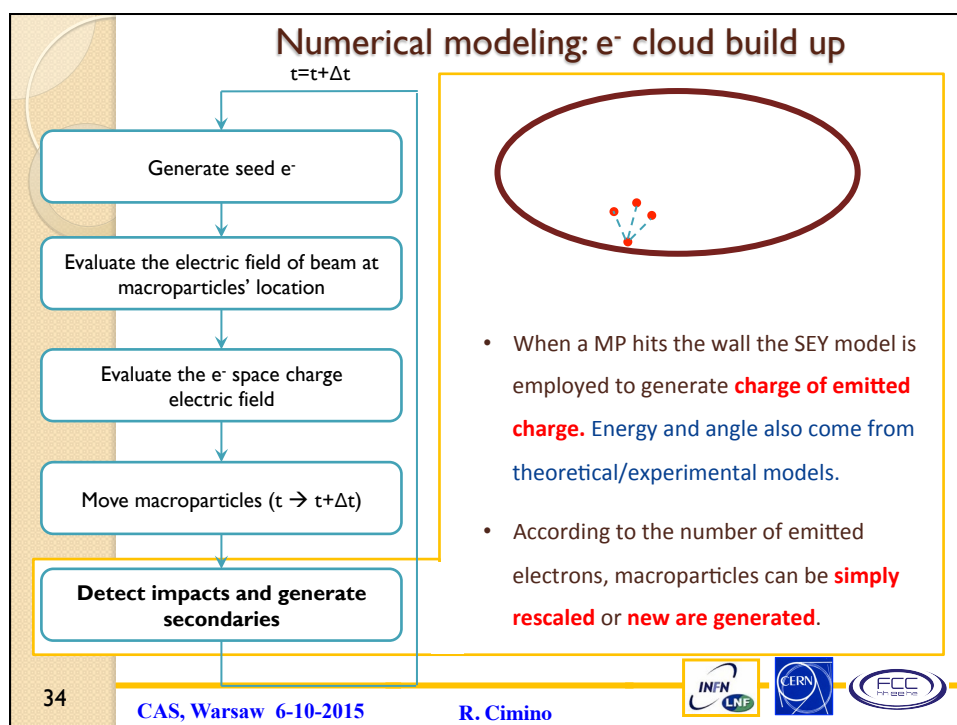 Numerical modeling: e- cloud build up
t=t+Δt
Generate seed e-
Evaluate the electric field of beam at
macroparticles' location
Evaluate the e- space charge
electric field
Move macroparticles (t → t+Δt)
Detect impacts and generate
secondaries
• When a MP hits the wall the SEY model is
employed to generate charge of emitted
charge. Energy and angle also come from
theoretical/experimental models.
• According to the number of emitted
electrons, macroparticles can be simply
rescaled or new are generated.
34
CAS, Warsaw 6-10-2015
R. Cimino
INFN
LNF
CERN
FCC
hh ee he